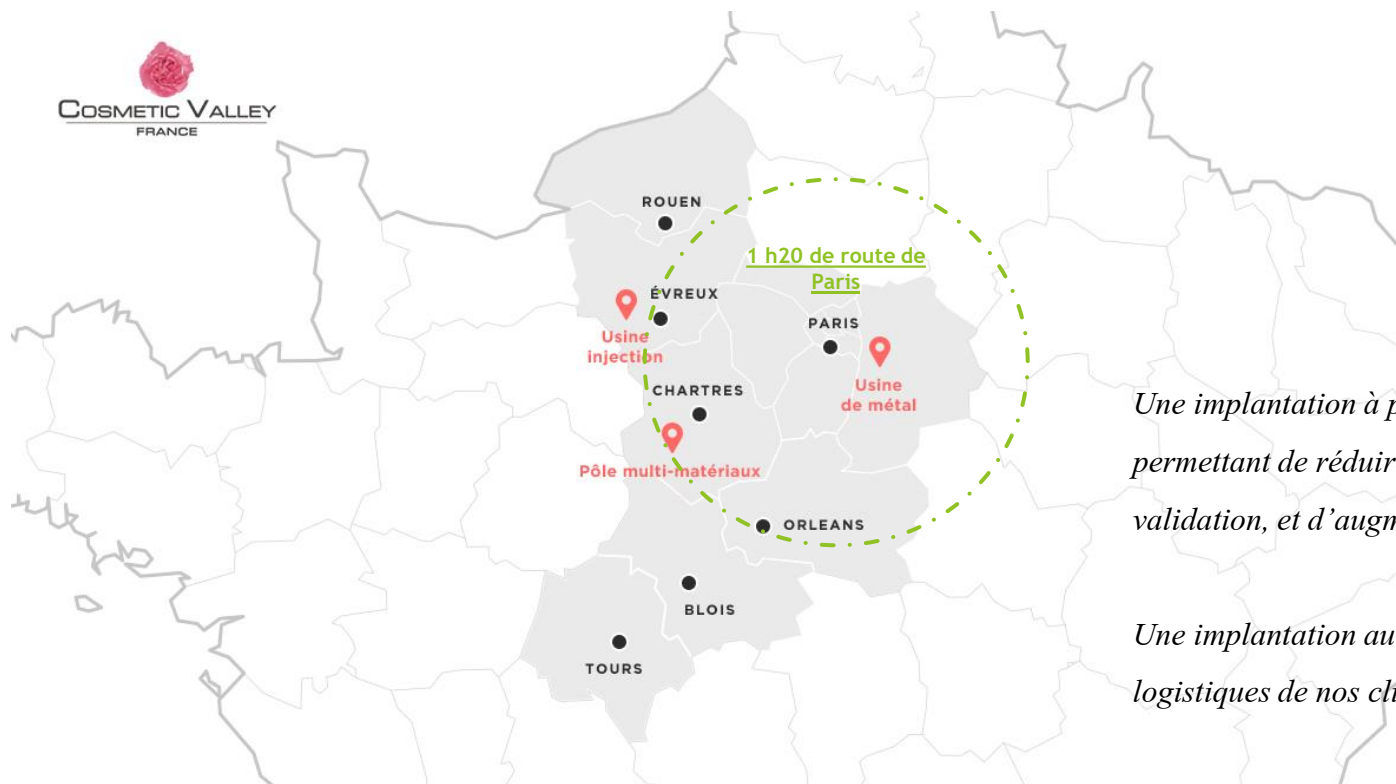 COSMETIC VALLEY
FRANCE
ROUEN
1 h20 de route de
Paris
ÉVREUX
Usine
injection
PARIS
Usine
de métal
CHARTRES
Pôle multi-matériaux
ORLEANS
BLOIS
TOURS
Une implantation à p
permettant de réduir
validation, et d’augm
Une implantation au
logistiques de nos cli